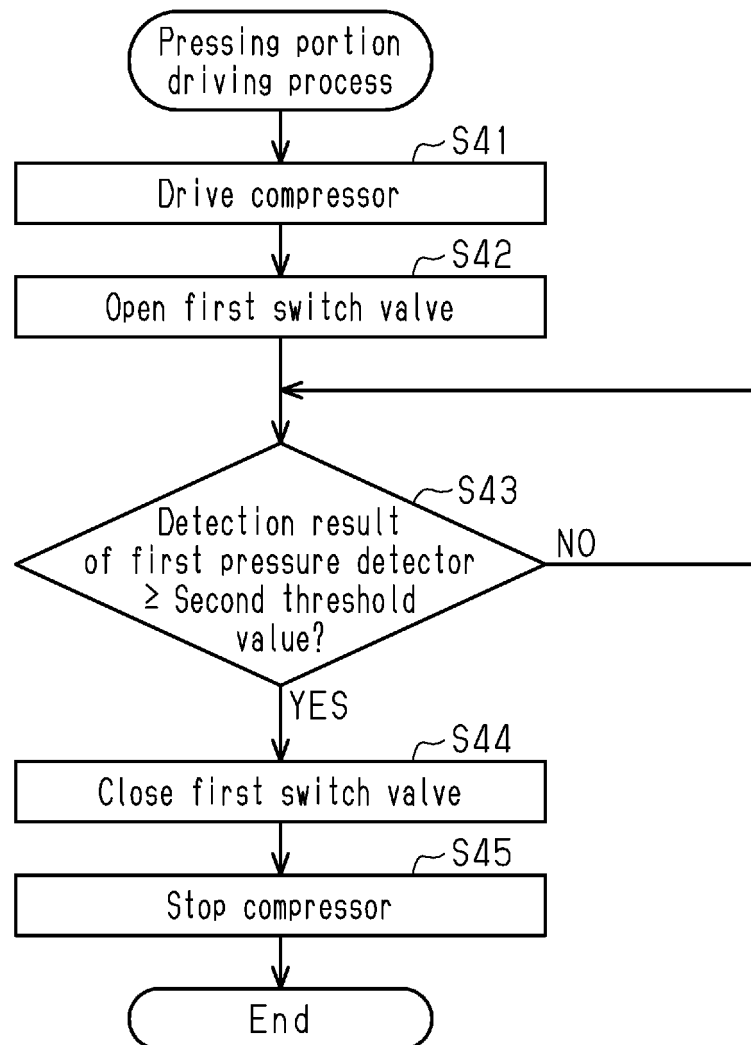 Pressing portion
driving process
S41
Drive compressor
S42
Open first switch valve
S43
Detection result
of first pressure detector
≥ Second threshold
value?
NO
YES
S44
Close first switch valve
S45
Stop compressor
End